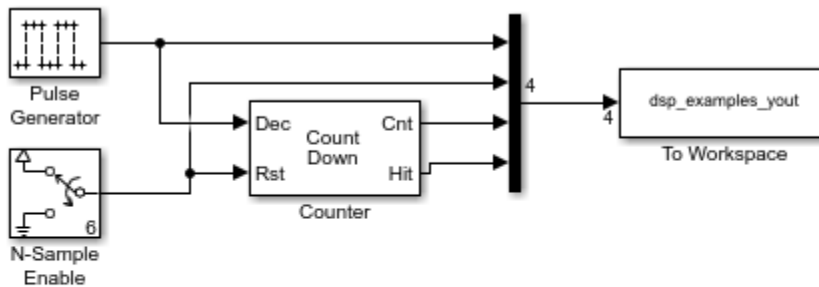 Pulse
Generator
6
N-Sample
Enable
Dec
Rst
Count
Down
Cnt
Hit
Counter
4
4
dsp_examples_yout
To Workspace